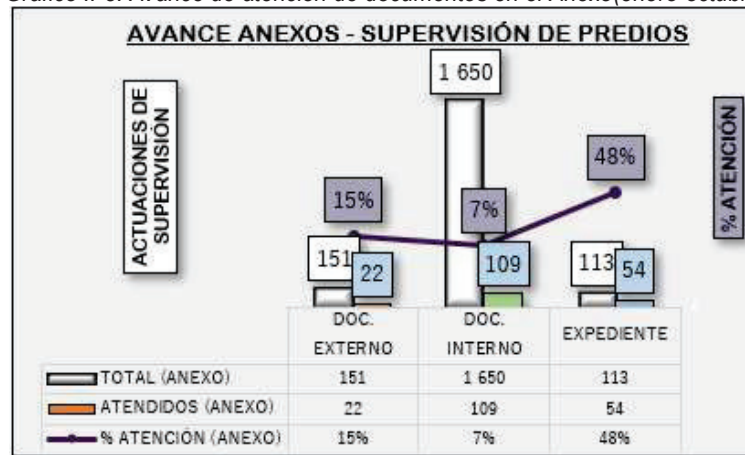 AVANCE ANEXOS - SUPERVISIÓN DE PREDIOS
1 650
ACTUACIONES DE
SUPERVISIÓN
% ATENCIÓN
48%
15%
7%
151
22
109
113
54
DOC.
EXTERNO
DOC.
INTERNO
EXPEDIENTE
TOTAL (ANEXO) 151 1 650 113
ATENDIDOS (ANEXO) 22 109 54
% ATENCIÓN (ANEXO) 15% 7% 48%